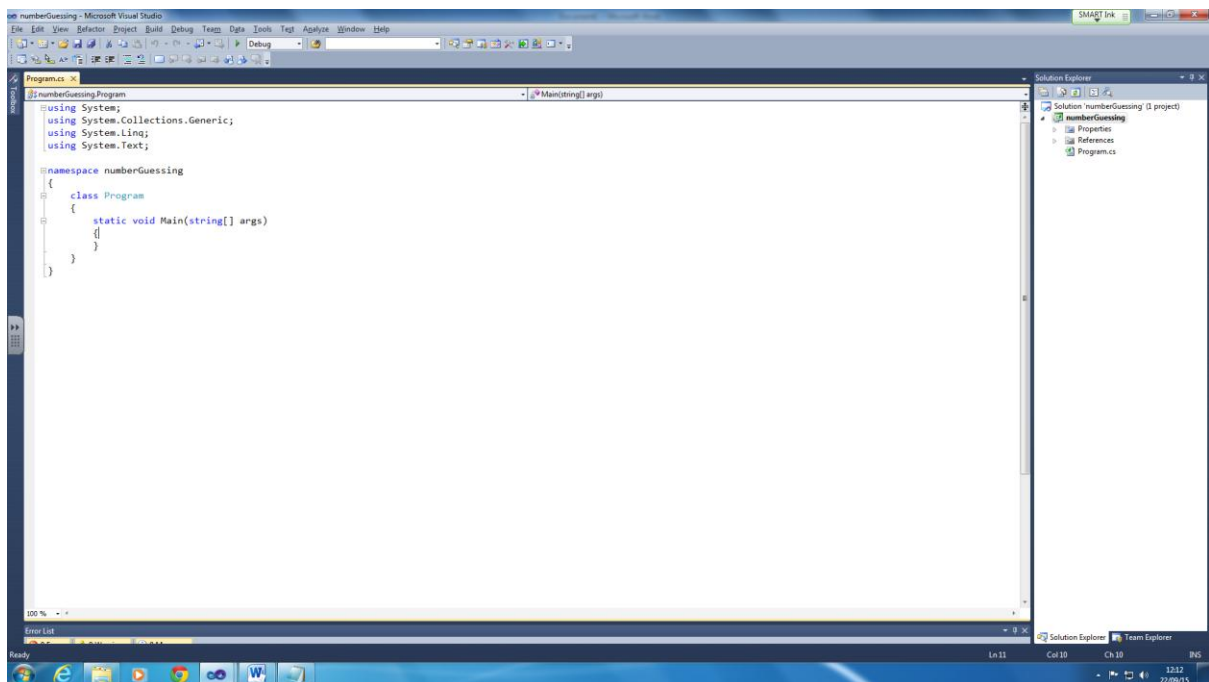 numberGuessing - Microsoft Visual Studio
SMART Ink
File Edit View Refactor Project Build Debug Team Data Tools Test Analyze Window Help
Debug
Toolbox
Program.cs
Solution Explorer
numberGuessing.Program
Main(string[] args)
using System;
using System.Collections.Generic;
using System.Linq;
using System.Text;
namespace numberGuessing
{
class Program
{
static void Main(string[] args)
{
}
}
}
Solution 'numberGuessing' (1 project)
numberGuessing
Properties
References
Program.cs
100 %
Error List
Solution Explorer Team Explorer
Ready
Ln 11 Col 10 Ch 10 INS
12:12
22/09/15